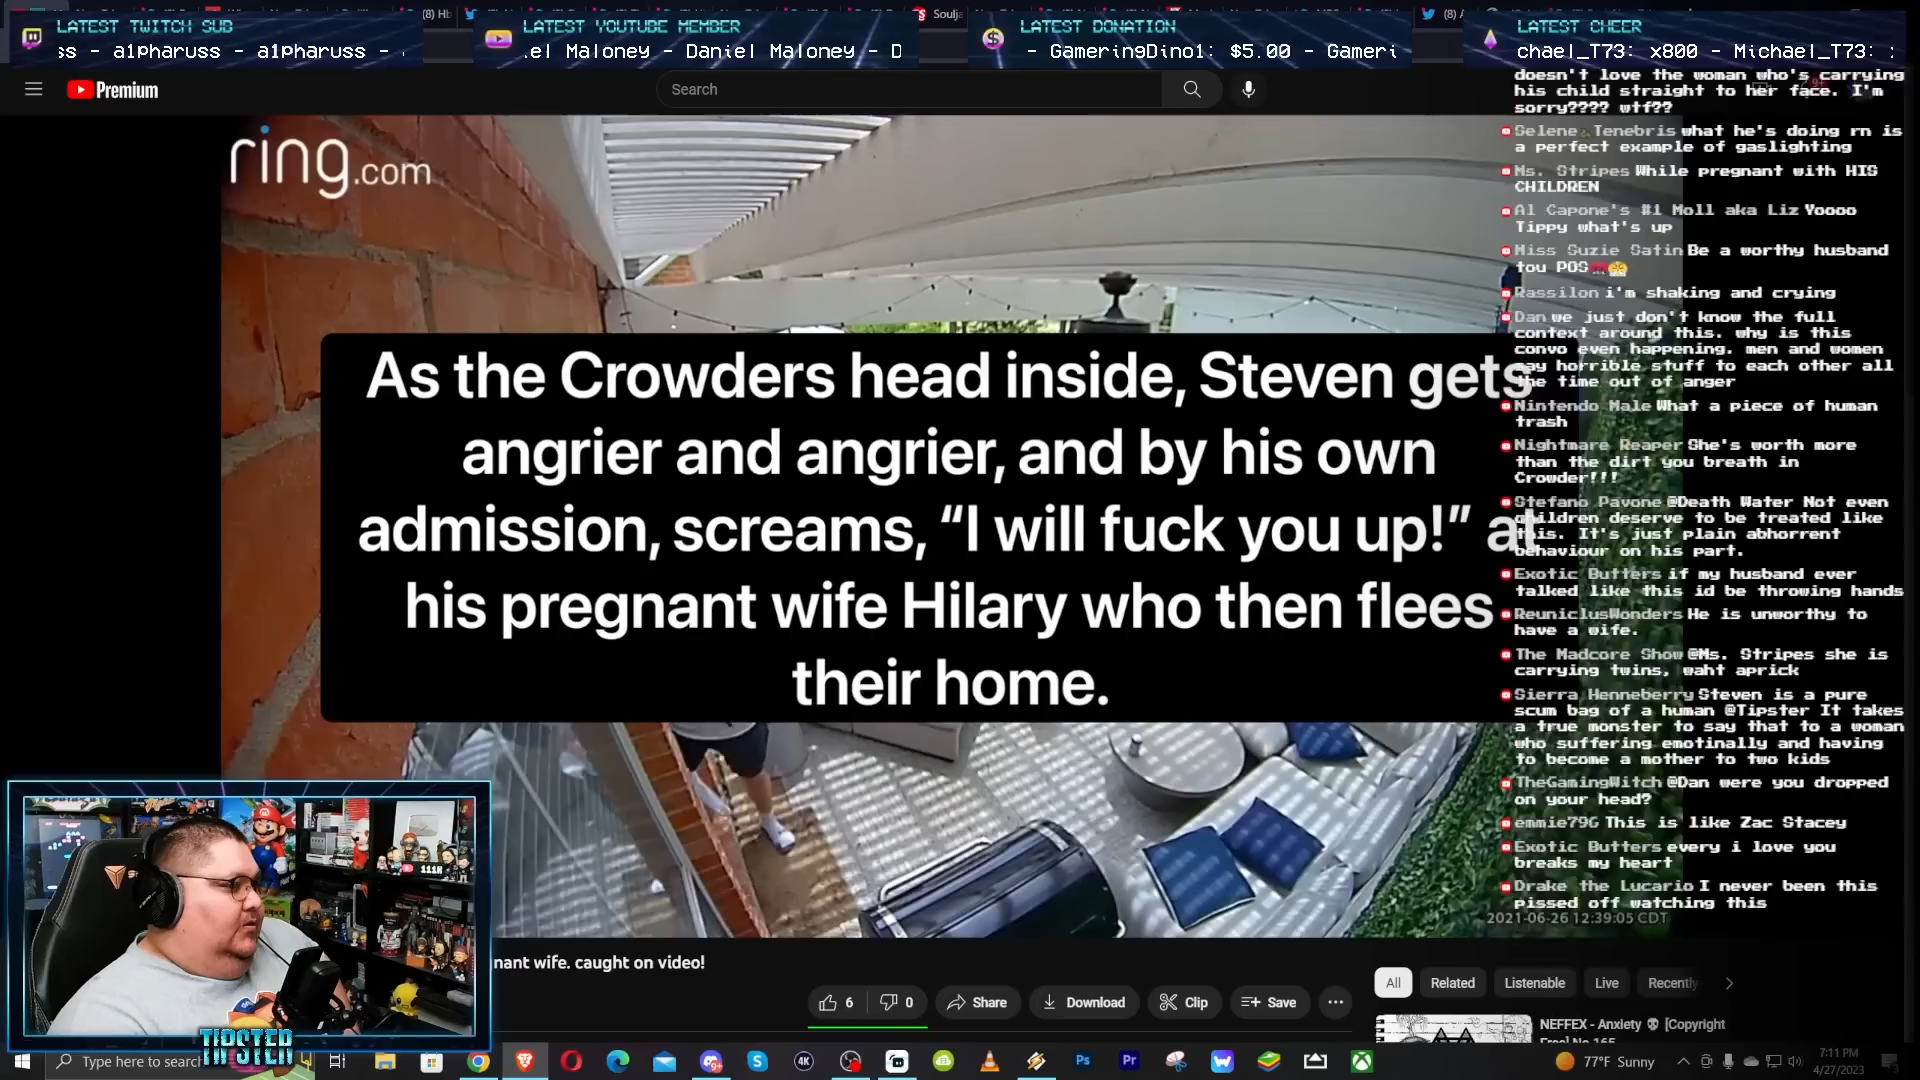 (8) HI
Soulja
(8) A
LATEST TWITCH SUB
ss - a1pharuss - a1pharuss -
LATEST YOUTUBE MEMBER
.el Maloney - Daniel Maloney - D
LATEST DONATION
- GameringDino1: $5.00 - Gameri
LATEST CHEER
chael_T73: x800 - Michael_T73: :
Premium
Search
ring.com
As the Crowders head inside, Steven gets
angrier and angrier, and by his own
admission, screams, “I will fuck you up!” at
his pregnant wife Hilary who then flees
their home.
doesn't love the woman who's carrying
his child straight to her face. I'm
sorry???? wtf??
Selene Tenebris what he's doing rn is
a perfect example of gaslighting
Ms. Stripes While pregnant with HIS
CHILDREN
Al Capone's #1 Moll aka Liz Yoooo
Tippy what's up
Miss Suzie Satin Be a worthy husband
tou POS
Rassilon i'm shaking and crying
Dan we just don't know the full
context around this. why is this
convo even happening. men and women
say horrible stuff to each other all
the time out of anger
Nintendo Male What a piece of human
trash
Nightmare Reaper She's worth more
than the dirt you breath in
Crowder!!!
Stefano Pavone @Death Water Not even
children deserve to be treated like
this. It's just plain abhorrent
behaviour on his part.
Exotic Butters if my husband ever
talked like this id be throwing hands
ReuniclusWonders He is unworthy to
have a wife.
The Madcore Show @Ms. Stripes she is
carrying twins, waht aprick
Sierra Henneberry Steven is a pure
scum bag of a human @Tipster It takes
a true monster to say that to a woman
who suffering emotinally and having
to become a mother to two kids
TheGamingWitch @Dan were you dropped
on your head?
emmie796 This is like Zac Stacey
Exotic Butters every i love you
breaks my heart
Drake the Lucario I never been this
pissed off watching this
2021-06-26 12:39:05 CDT
111K
TIPSTER
nant wife. caught on video!
6
0
Share
Download
Clip
Save
All
Related
Listenable
Live
Recently
NEFFEX - Anxiety [Copyright
Free] No.165
Type here to search
9+
4K
Ps
Pr
77°F Sunny
7:11 PM
4/27/2023